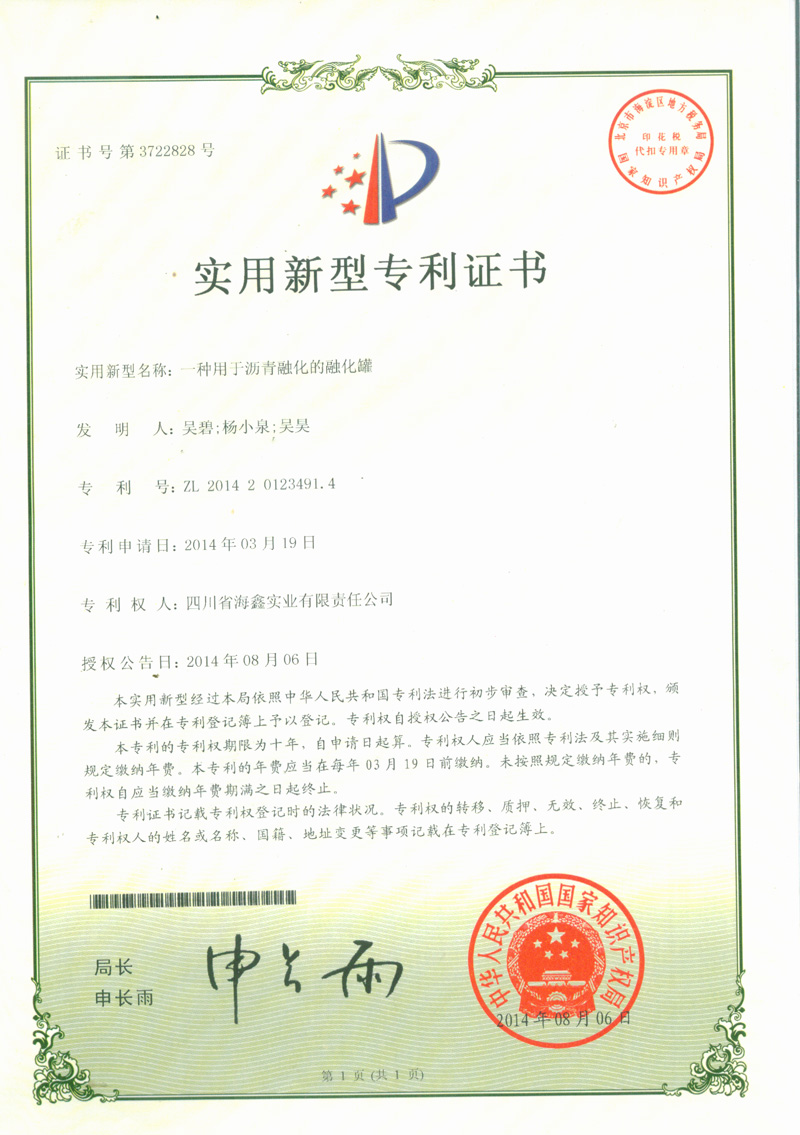 证书号第3722828号
北京市海淀区地方税务局
印花税
代扣专用章
国家知识产权局
实用新型专利证书
实用新型名称：一种用于沥青融化的融化罐
发明人：吴碧;杨小泉;吴昊
专利号：ZL 2014 2 0123491.4
专利申请日：2014年03月19日
专利权人：四川省海鑫实业有限责任公司
授权公告日：2014年08月06日
本实用新型经过本局依照中华人民共和国专利法进行初步审查，决定授予专利权，颁
发本证书并在专利登记簿上予以登记。专利权自授权公告之日起生效。
本专利的专利权期限为十年，自申请日起算。专利权人应当依照专利法及其实施细则
规定缴纳年费。本专利的年费应当在每年03月19日前缴纳。未按照规定缴纳年费的，专
利权自应当缴纳年费期满之日起终止。
专利证书记载专利权登记时的法律状况。专利权的转移、质押、无效、终止、恢复和
专利权人的姓名或名称、国籍、地址变更等事项记载在专利登记簿上。
局长
申长雨
申长雨
中华人民共和国国家知识产权局
2014年08月06日
第1页(共1页)